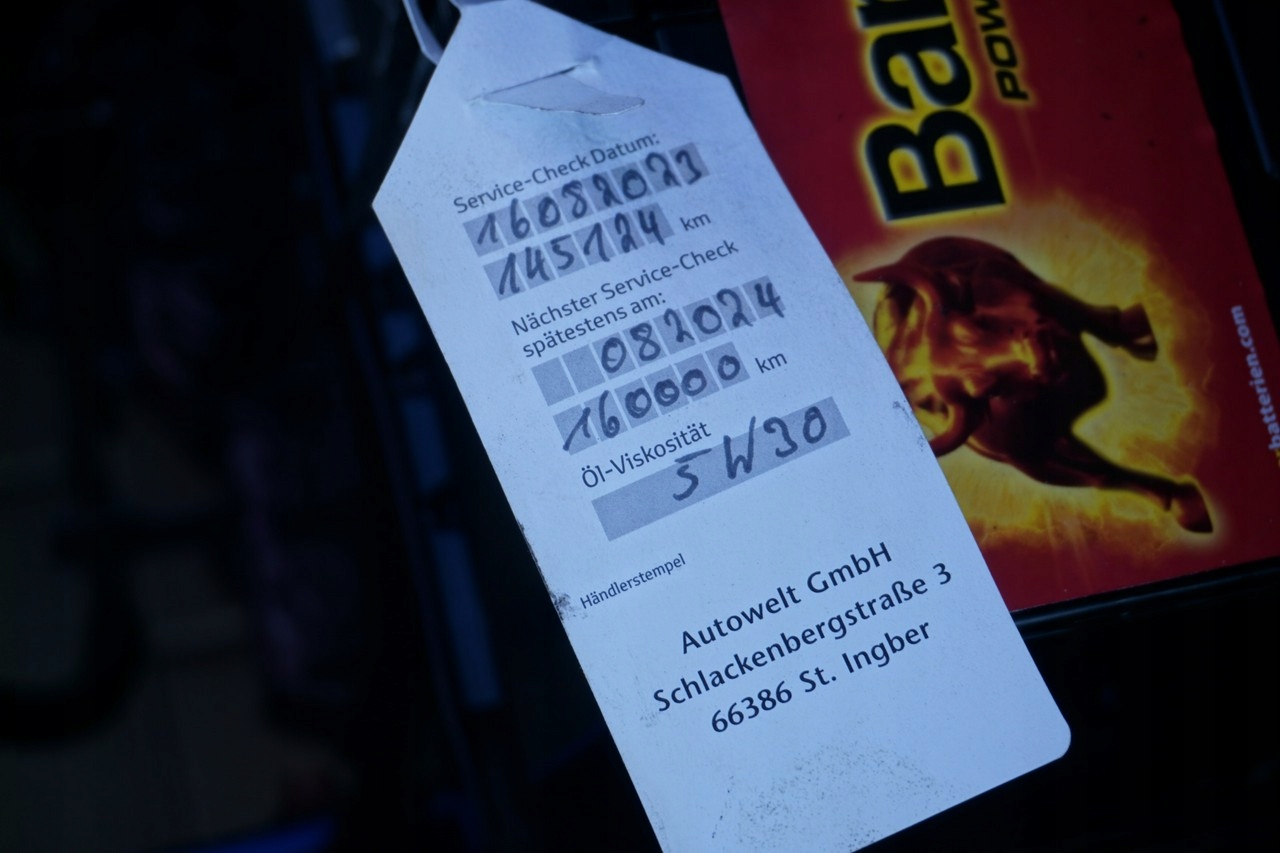 Service-Check Datum:
16082023
145124 km
Nächster Service-Check
spätestens am:
082024
160000 km
Öl-Viskosität
5W30
Händlerstempel
Autowelt GmbH
Schlackenbergstraße 3
66386 St. Ingber
Ban
POW
batterien.com